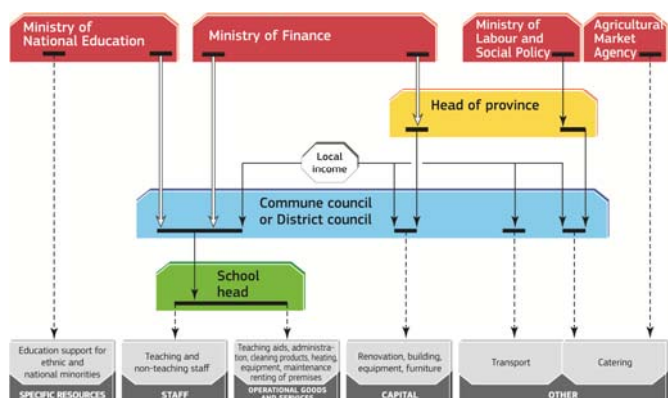 Ministry of
National Education
Ministry of Finance
Ministry of
Labour and
Social Policy
Agricultural
Market
Agency
Head of province
Local
income
Commune council
or District council
School
head
Education support for
ethnic and
national minorities
SPECIFIC RESOURCES
Teaching and
non-teaching staff
STAFF
Teaching aids, administra-
tion, cleaning products, heating,
equipment, maintenance
renting of premises
OPERATIONAL GOODS
AND SERVICES
Renovation, building,
equipment, furniture
CAPITAL
Transport
Catering
OTHER